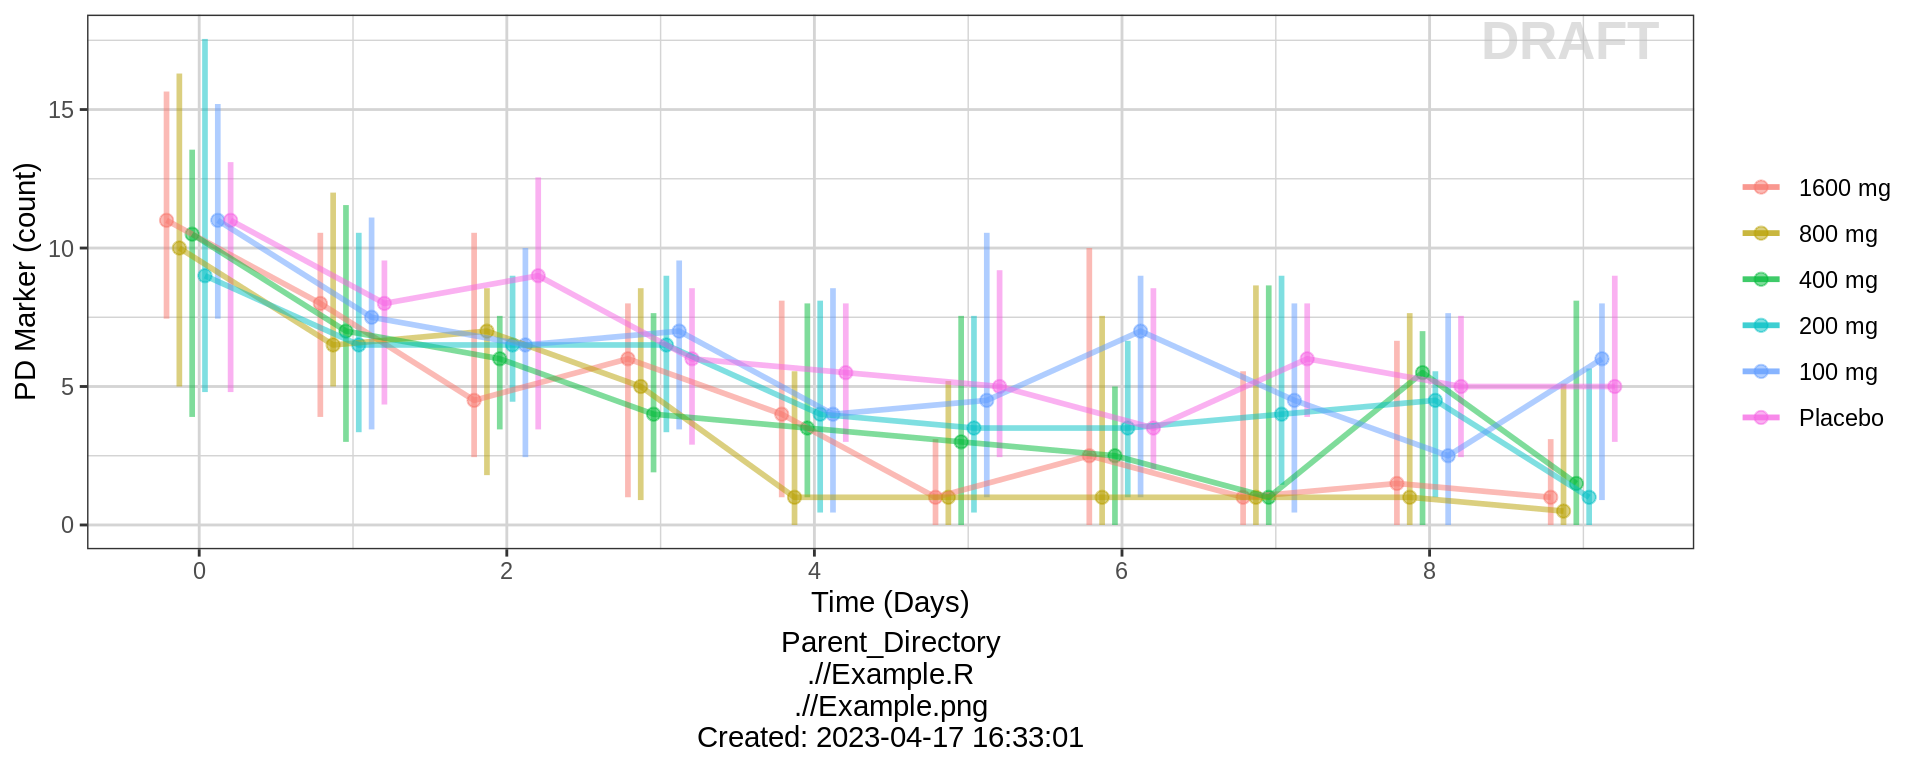 DRAFT
PD Marker (count)
15
10
5
0
0 2 4 6 8
Time (Days)
1600 mg
800 mg
400 mg
200 mg
100 mg
Placebo
Parent_Directory
.//Example.R
.//Example.png
Created: 2023-04-17 16:33:01